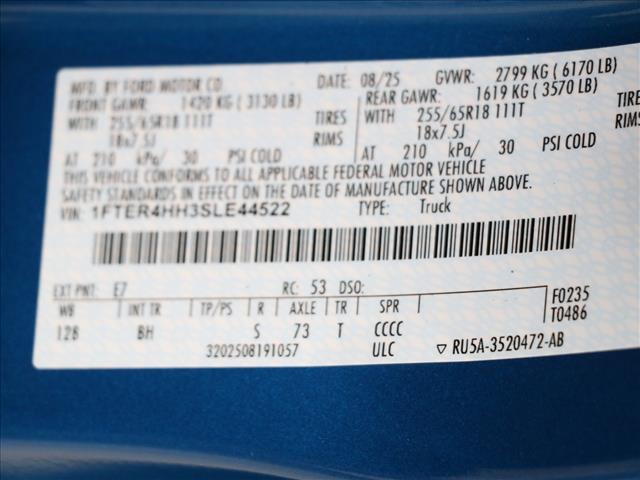 MFD. BY FORD MOTOR CO. DATE: 08/25 GVWR: 2799 KG ( 6170 LB)
FRONT GAWR: 1420 KG ( 3130 LB) REAR GAWR: 1619 KG ( 3570 LB)
WITH 255/65R18 111T TIRES WITH 255/65R18 111T TIRE
18x7.5J RIMS 18x7.5J RIMS
AT 210 kPa/ 30 PSI COLD AT 210 kPa/ 30 PSI COLD
THIS VEHICLE CONFORMS TO ALL APPLICABLE FEDERAL MOTOR VEHICLE
SAFETY STANDARDS IN EFFECT ON THE DATE OF MANUFACTURE SHOWN ABOVE.
VIN: 1FTER4HH3SLE44522 TYPE: Truck
EXT PNT: E7 RC: 53 DSO:
WB INT TR TP/PS R AXLE TR SPR F0235
128 BH S 73 T CCCC T0486
3202508191057 ULC ▽ RU5A-3520472-AB